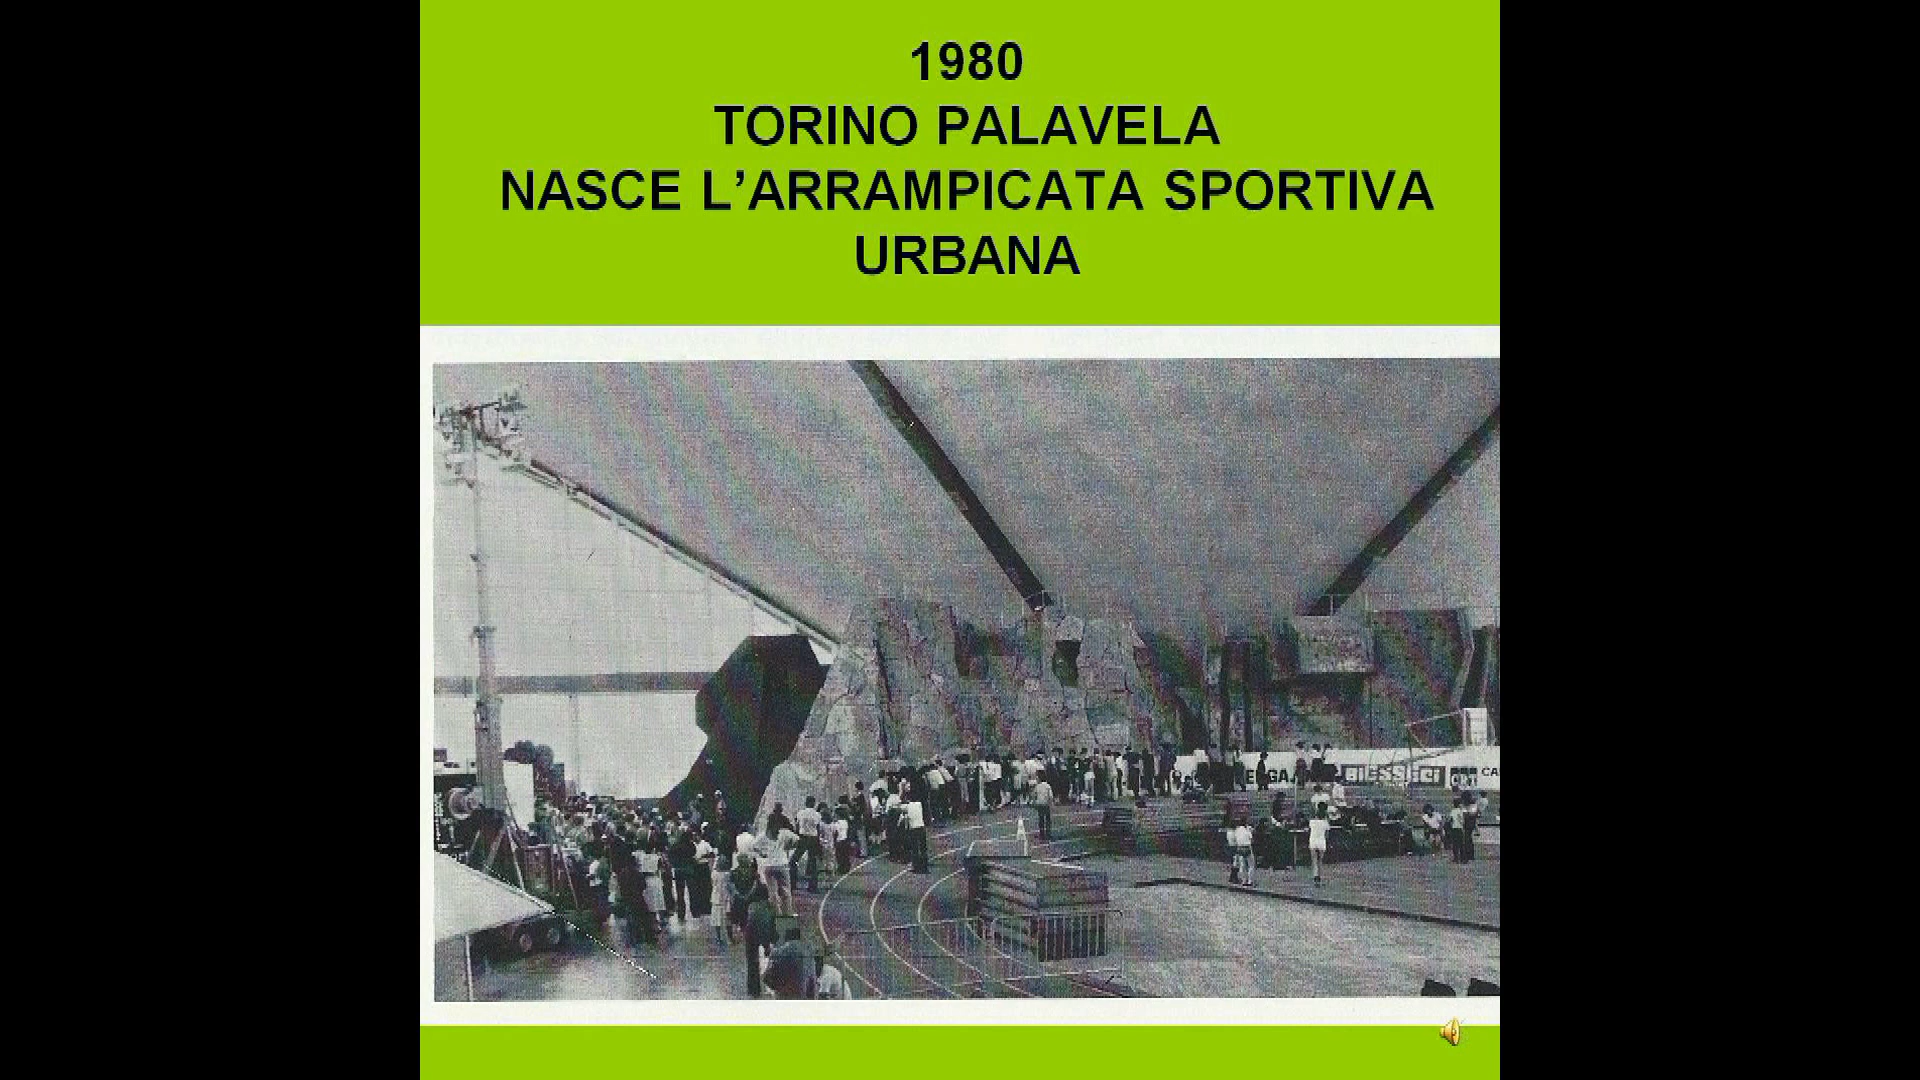 1980
TORINO PALAVELA
NASCE L’ARRAMPICATA SPORTIVA
URBANA